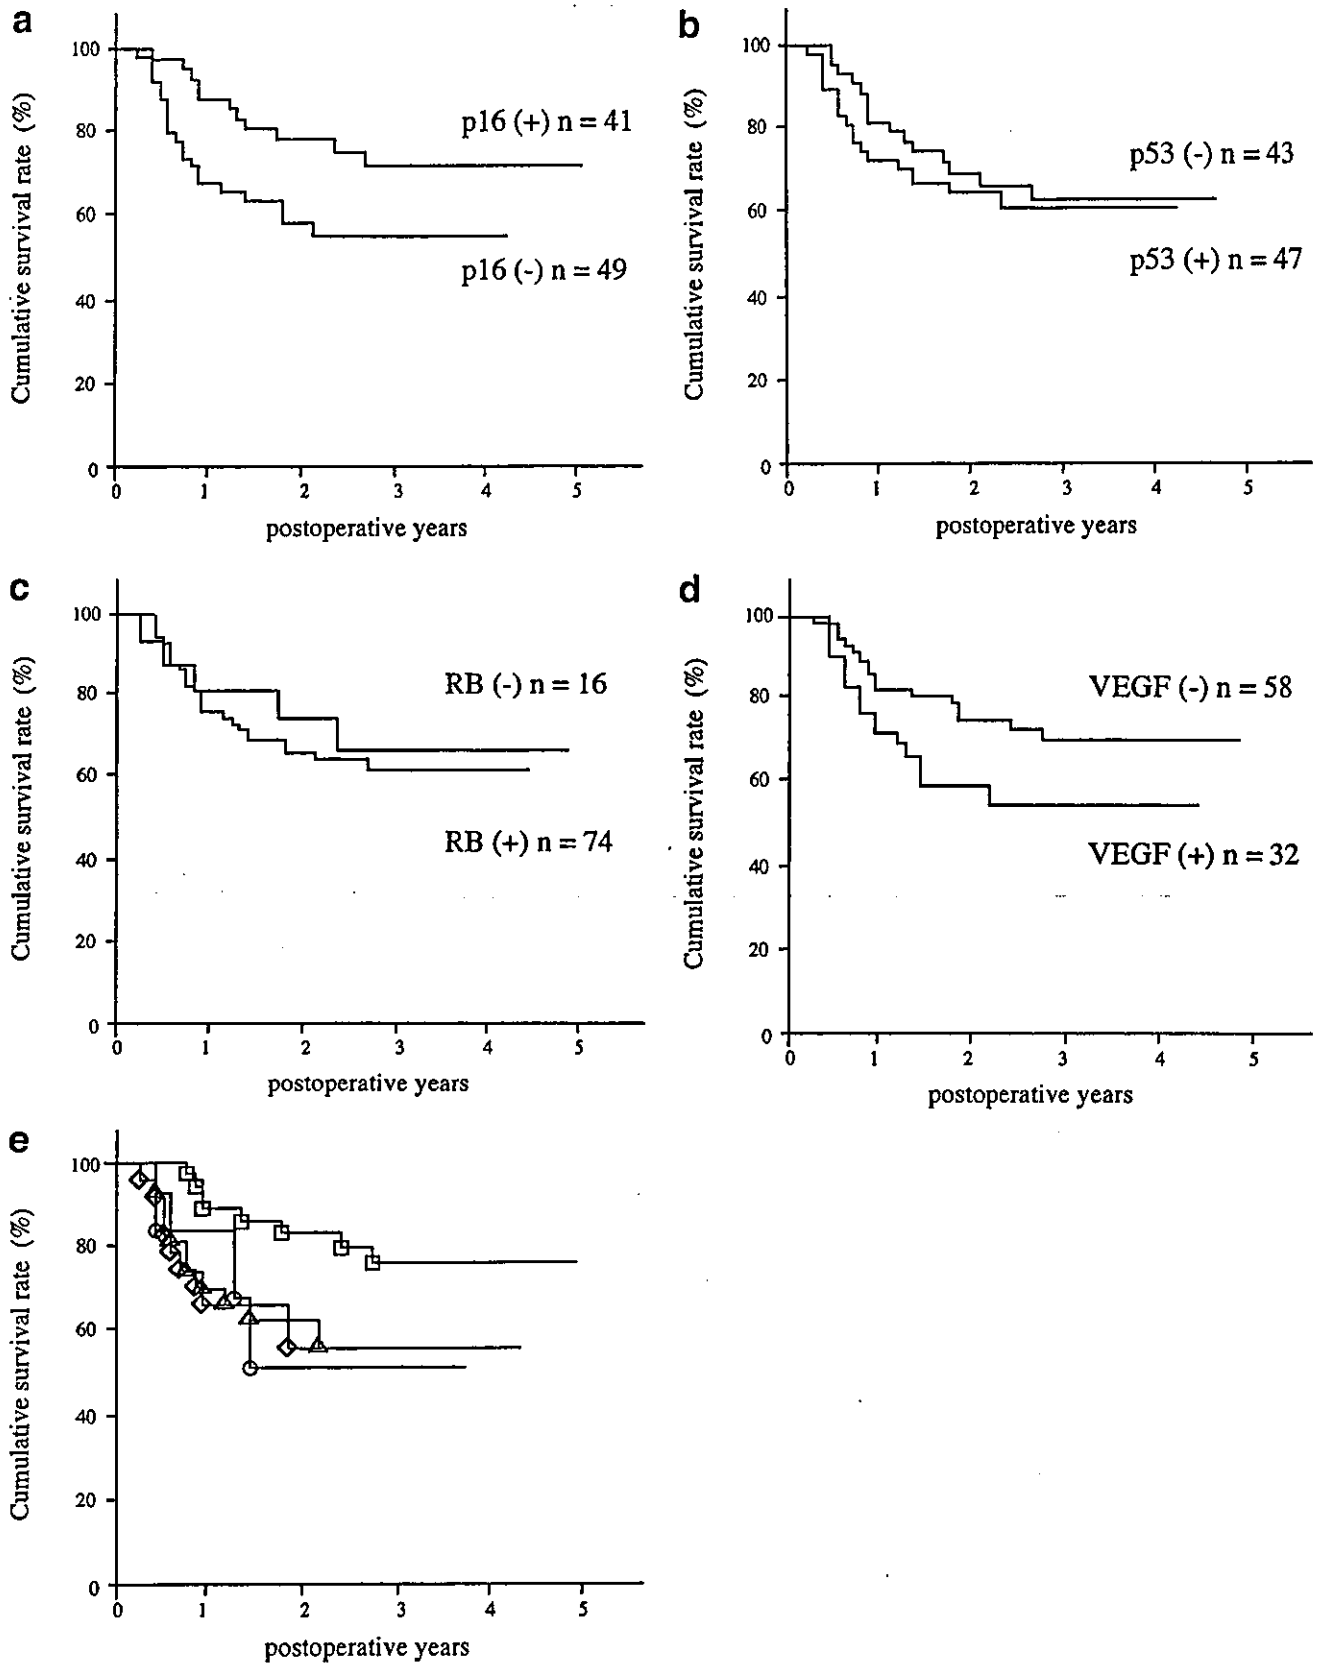 a
Cumulative survival rate (%)
100
80
60
40
20
0
p16 (+) n = 41
p16 (-) n = 49
0 1 2 3 4 5
postoperative years
b
Cumulative survival rate (%)
100
80
60
40
20
0
p53 (-) n = 43
p53 (+) n = 47
0 1 2 3 4 5
postoperative years
c
Cumulative survival rate (%)
100
80
60
40
20
0
RB (-) n = 16
RB (+) n = 74
0 1 2 3 4 5
postoperative years
d
Cumulative survival rate (%)
100
80
60
40
20
0
VEGF (-) n = 58
VEGF (+) n = 32
0 1 2 3 4 5
postoperative years
e
Cumulative survival rate (%)
100
80
60
40
20
0
0 1 2 3 4 5
postoperative years